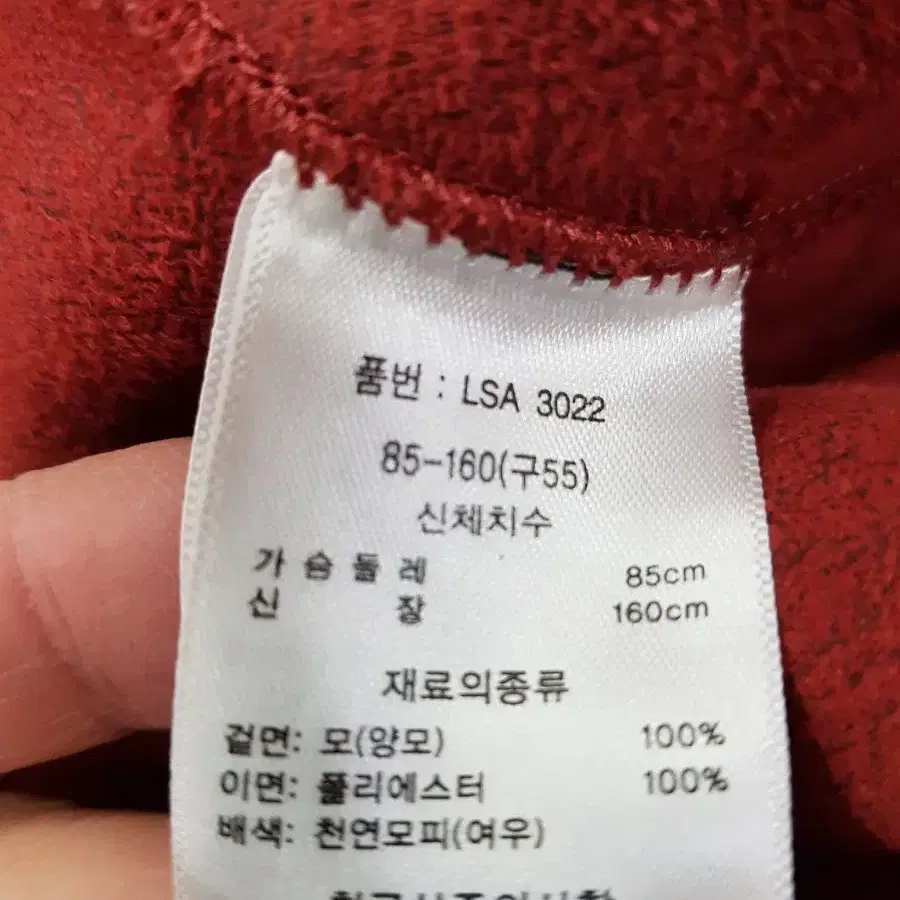 품번 : LSA 3022
85-160(구55)
신체치수
가 슴 둘 레 85cm
신 장 160cm
재료의종류
겉면: 모(양모) 100%
이면: 폴리에스터 100%
배색: 천연모피(여우)